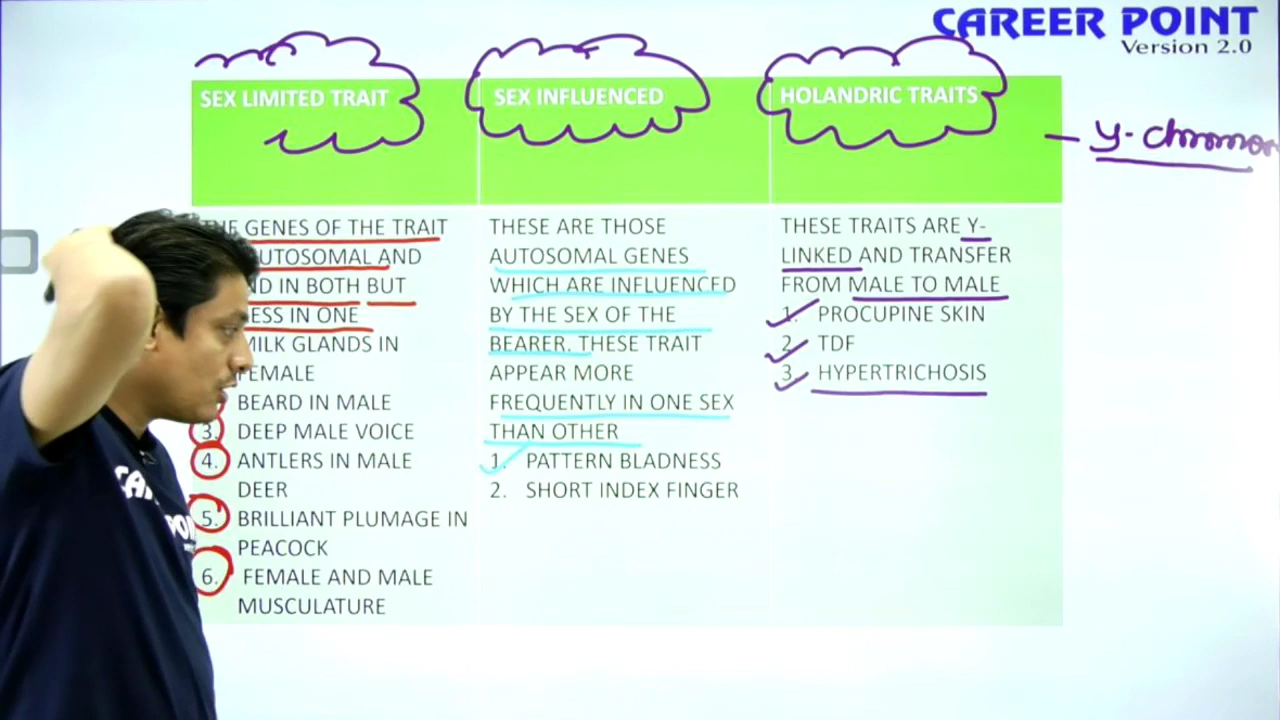 CAREER POINT
Version 2.0
SEX LIMITED TRAIT
GENES OF THE TRAIT
AND
IN BOTH BUT
IN ONE
MILK GLANDS IN
FEMALE
BEARD IN MALE
3. DEEP MALE VOICE
4. ANTLERS IN MALE
DEER
5. BRILLIANT PLUMAGE IN
PEACOCK
6. FEMALE AND MALE
MUSCULATURE
SEX INFLUENCED
THESE ARE THOSE
AUTOSOMAL GENES
WHICH ARE INFLUENCED
BY THE SEX OF THE
BEARER. THESE TRAIT
APPEAR MORE
FREQUENTLY IN ONE SEX
THAN OTHER
1. PATTERN BLADNESS
2. SHORT INDEX FINGER
HOLANDRIC TRAITS
THESE TRAITS ARE Y-
LINKED AND TRANSFER
FROM MALE TO MALE
1. PROCUPINE SKIN
2. TDF
3. HYPERTRICHOSIS
y-